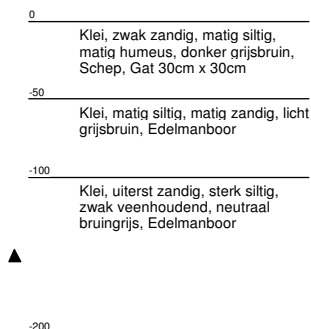 0
Klei, zwak zandig, matig siltig,
matig humeus, donker grijsbruin,
Schep, Gat 30cm x 30cm
-50
Klei, matig siltig, matig zandig, licht
grijsbruin, Edelmanboor
-100
Klei, uiterst zandig, sterk siltig,
zwak veenhoudend, neutraal
bruingrijs, Edelmanboor
-200